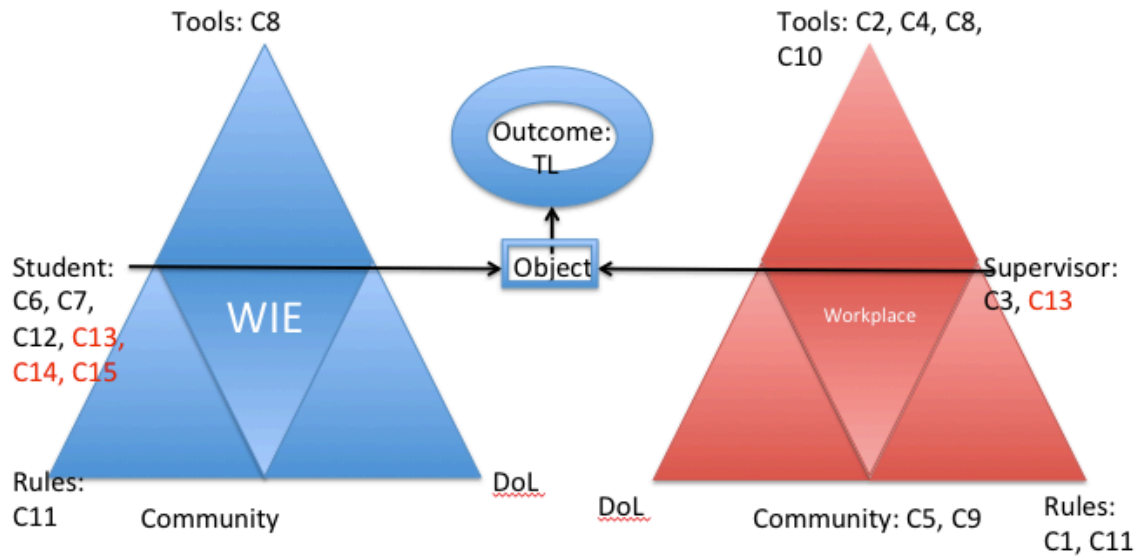 Tools: C8
Tools: C2, C4, C8,
C10
Outcome:
TL
Student:
C6, C7,
C12, C13,
C14, C15
WIE
Object
Workplace
Supervisor:
C3, C13
Rules:
C11
Community
DoL
DoL
Community: C5, C9
Rules:
C1, C11